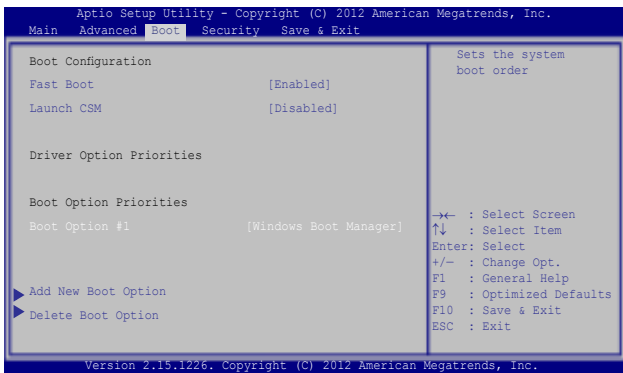 Aptio Setup Utility - Copyright (C) 2012 American Megatrends, Inc.
Main Advanced Boot Security Save & Exit
Boot Configuration
Fast Boot [Enabled]
Launch CSM [Disabled]
Driver Option Priorities
Boot Option Priorities
Boot Option #1 [Windows Boot Manager]
Add New Boot Option
Delete Boot Option
Sets the system
boot order
→← : Select Screen
↑↓ : Select Item
Enter: Select
+/— : Change Opt.
F1 : General Help
F9 : Optimized Defaults
F10 : Save & Exit
ESC : Exit
Version 2.15.1226. Copyright (C) 2012 American Megatrends, Inc.